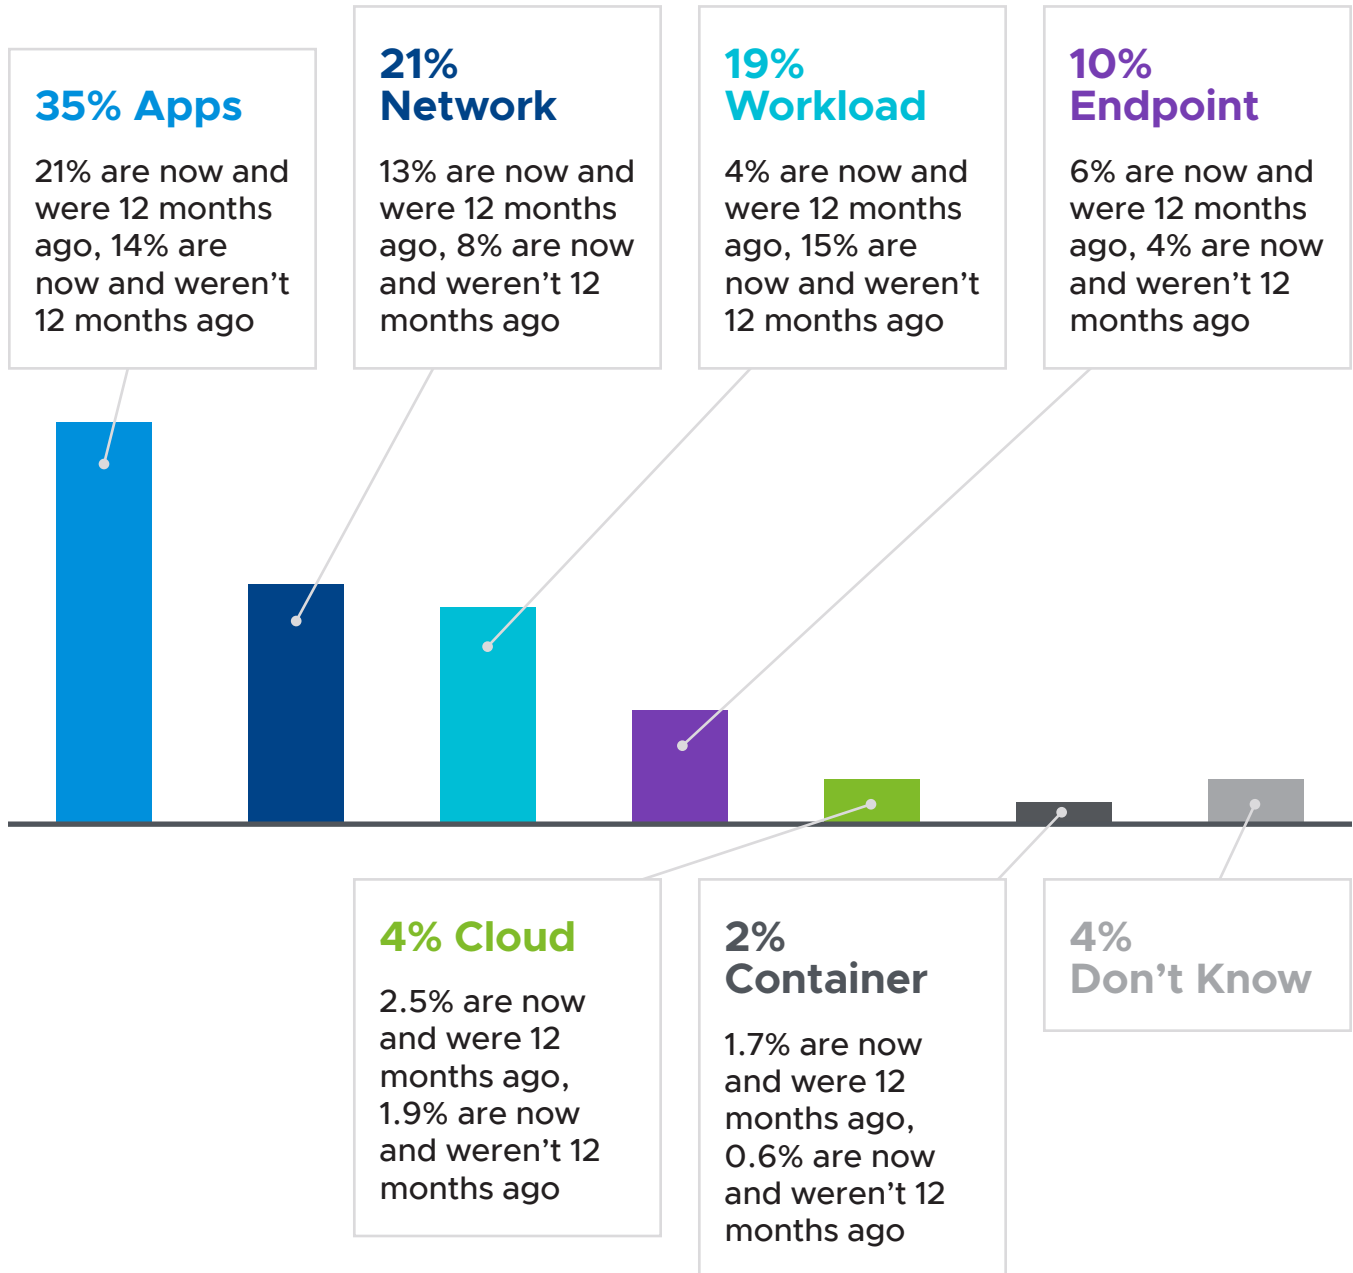 35% Apps
21% are now and
were 12 months
ago, 14% are
now and weren't
12 months ago
21%
Network
13% are now and
were 12 months
ago, 8% are now
and weren't 12
months ago
19%
Workload
4% are now and
were 12 months
ago, 15% are
now and weren't
12 months ago
10%
Endpoint
6% are now and
were 12 months
ago, 4% are now
and weren't 12
months ago
4% Cloud
2.5% are now
and were 12
months ago,
1.9% are now
and weren't 12
months ago
2%
Container
1.7% are now
and were 12
months ago,
0.6% are now
and weren't 12
months ago
4%
Don't Know